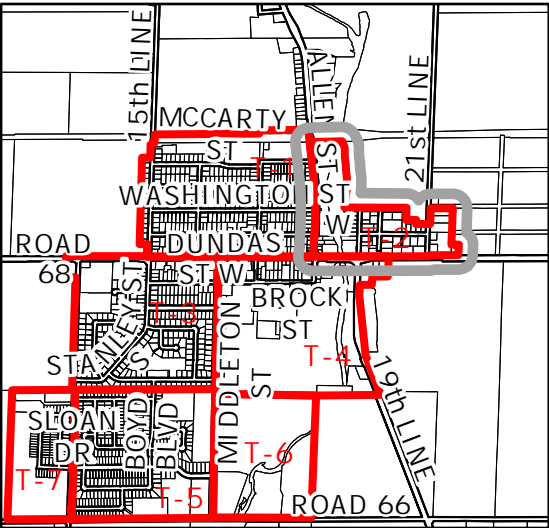 15th LINE
ALLEN ST
21st LINE
MCCARTY
ST
T-1
WASHINGTON
ST
W
T-2
DUNDAS
ST W
ROAD
68
STANLEY ST
S
T-3
BROCK
ST
MIDDLETON
ST
T-4
19th LINE
SLOAN
DR
BOYD
BLVD
T-5
T-6
T-7
ROAD 66